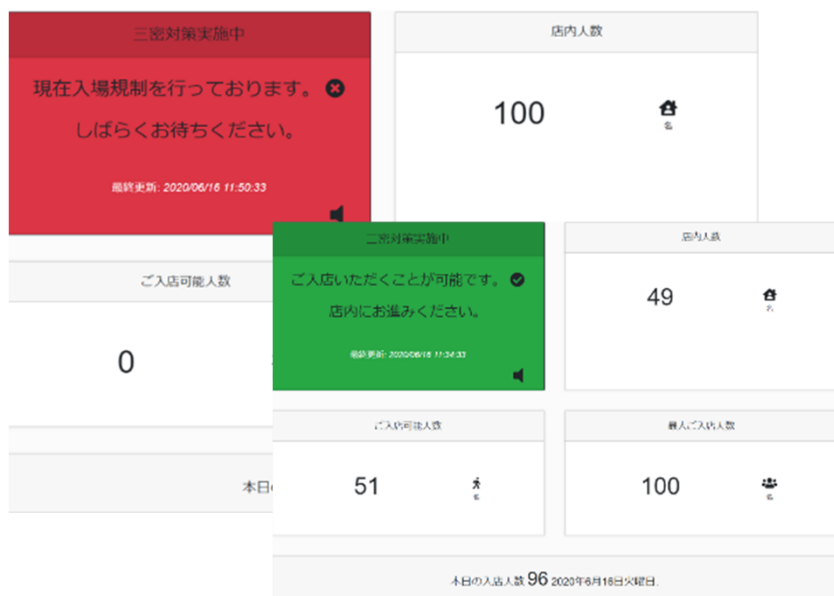 三密対策実施中
現在入場規制を行っております。
しばらくお待ちください。
最終更新: 2020/06/16 11:50:33
店内人数
100
名
ご入店可能人数
0
本日
三密対策実施中
ご入店いただくことが可能です。
店内にお進みください。
最終更新: 2020/06/16 11:34:33
店内人数
49
名
ご入店可能人数
51
名
最大ご入店人数
100
名
本日の入店人数 96 2020年6月16日火曜日.